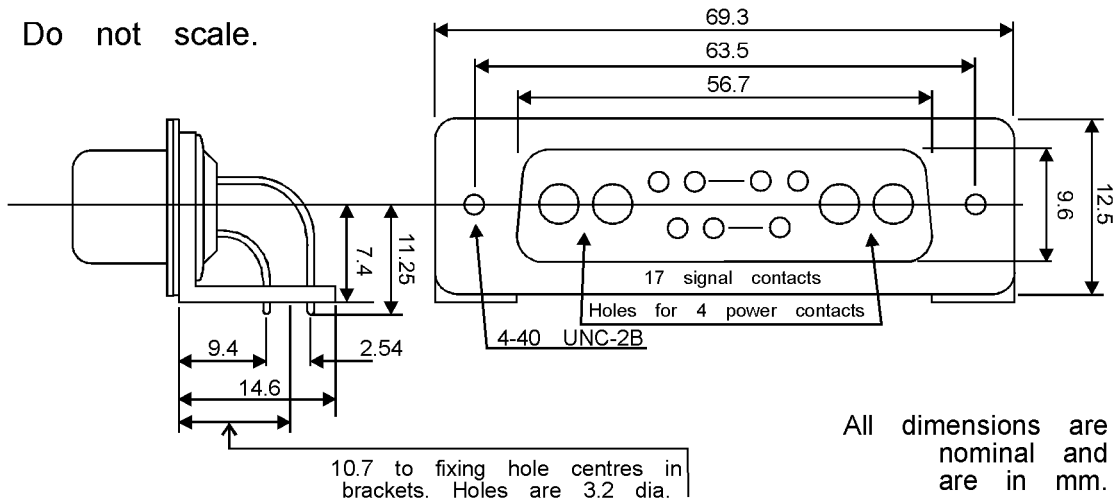 Do not scale.
69.3
63.5
56.7
7.4
11.25
9.6
12.5
17 signal contacts
Holes for 4 power contacts
4-40 UNC-2B
9.4
2.54
14.6
10.7 to fixing hole centres in
brackets. Holes are 3.2 dia.
All dimensions are
nominal and
are in mm.